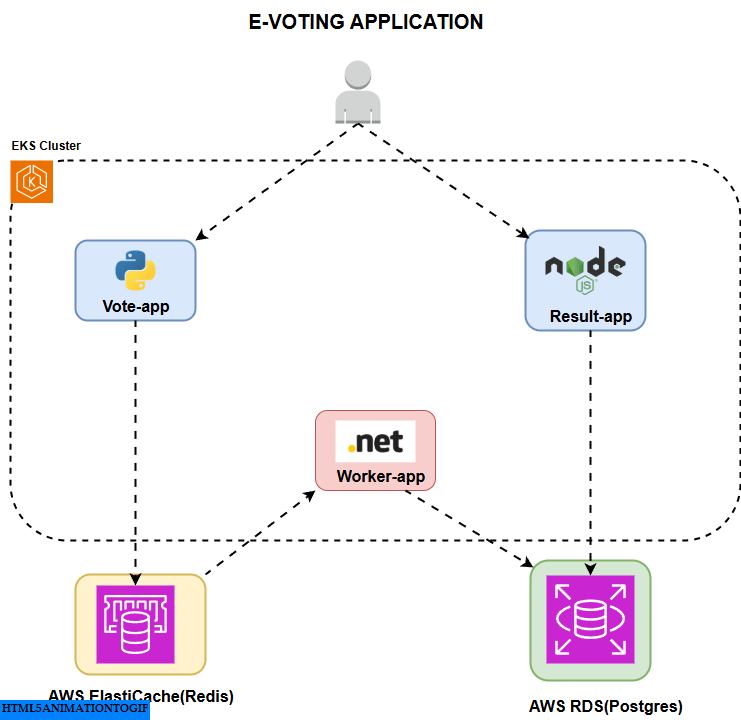 E-VOTING APPLICATION
EKS Cluster
K
Vote-app
node
JS
Result-app
.net
Worker-app
AWS ElastiCache(Redis)
AWS RDS(Postgres)
HTML5ANIMATIONTOGIF